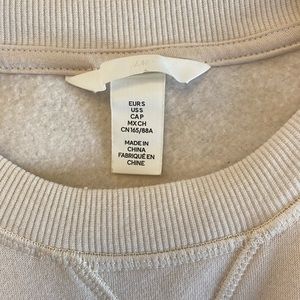 EUR S
US S
CA P
MX CH
CN 165/88A
MADE IN
CHINA
FABRIQUÉ EN
CHINE